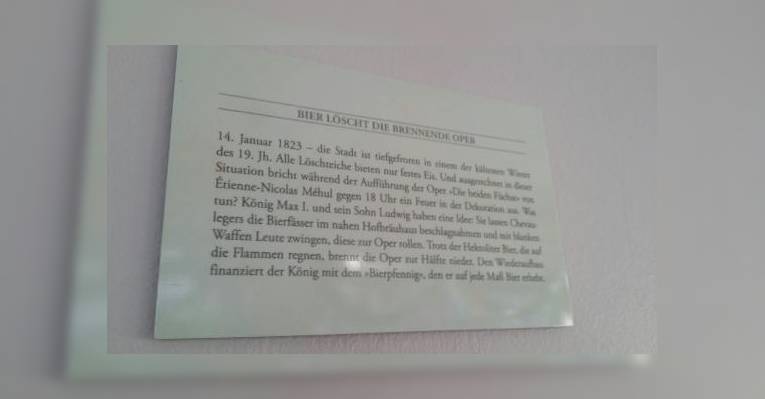 BIER LÖSCHT DIE BRENNENDE OPER
14. Januar 1823 – die Stadt ist tiefgefroren in einem der kältesten Winter
des 19. Jh. Alle Löschteiche bieten nur festes Eis. Und ausgerechnet in dieser
Situation bricht während der Aufführung der Oper »Die beiden Füchse« von
Étienne-Nicolas Méhul gegen 18 Uhr ein Feuer in der Dekoration aus. Was
tun? König Max I. und sein Sohn Ludwig haben eine Idee: Sie lassen Chevau-
legers die Bierfässer im nahen Hofbräuhaus beschlagnahmen und mit blanken
Waffen Leute zwingen, diese zur Oper rollen. Trotz der Hektoliter Bier, die auf
die Flammen regnen, brennt die Oper zur Hälfte nieder. Den Wiederaufbau
finanziert der König mit dem »Bierpfennig«, den er auf jede Maß Bier erhebt.